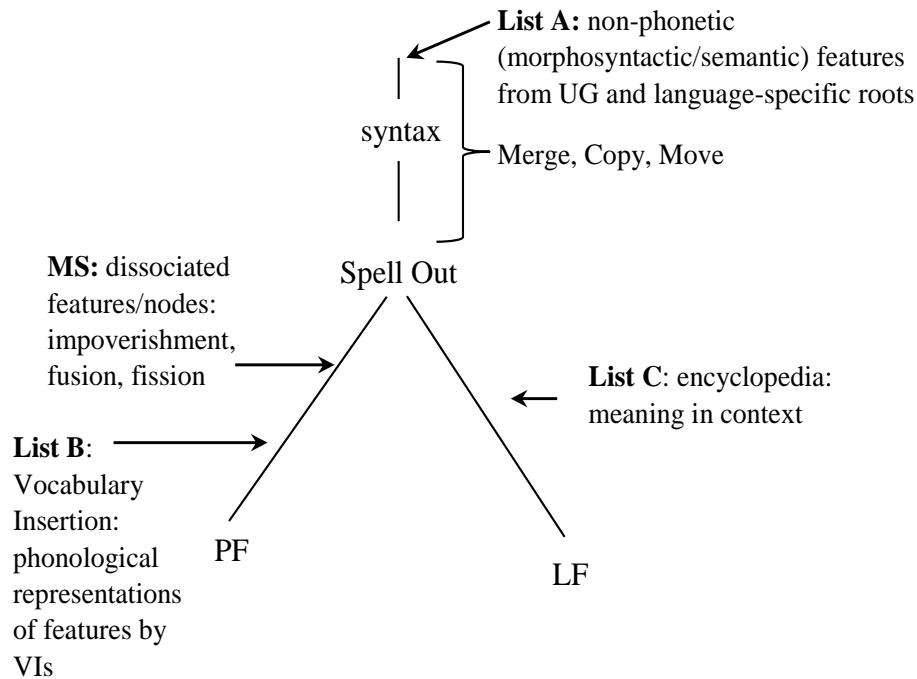 List A: non-phonetic
(morphosyntactic/semantic) features
from UG and language-specific roots
syntax
Merge, Copy, Move
Spell Out
MS: dissociated
features/nodes:
impoverishment,
fusion, fission
List C: encyclopedia:
meaning in context
List B:
Vocabulary
Insertion:
phonological
representations
of features by
VIs
PF
LF